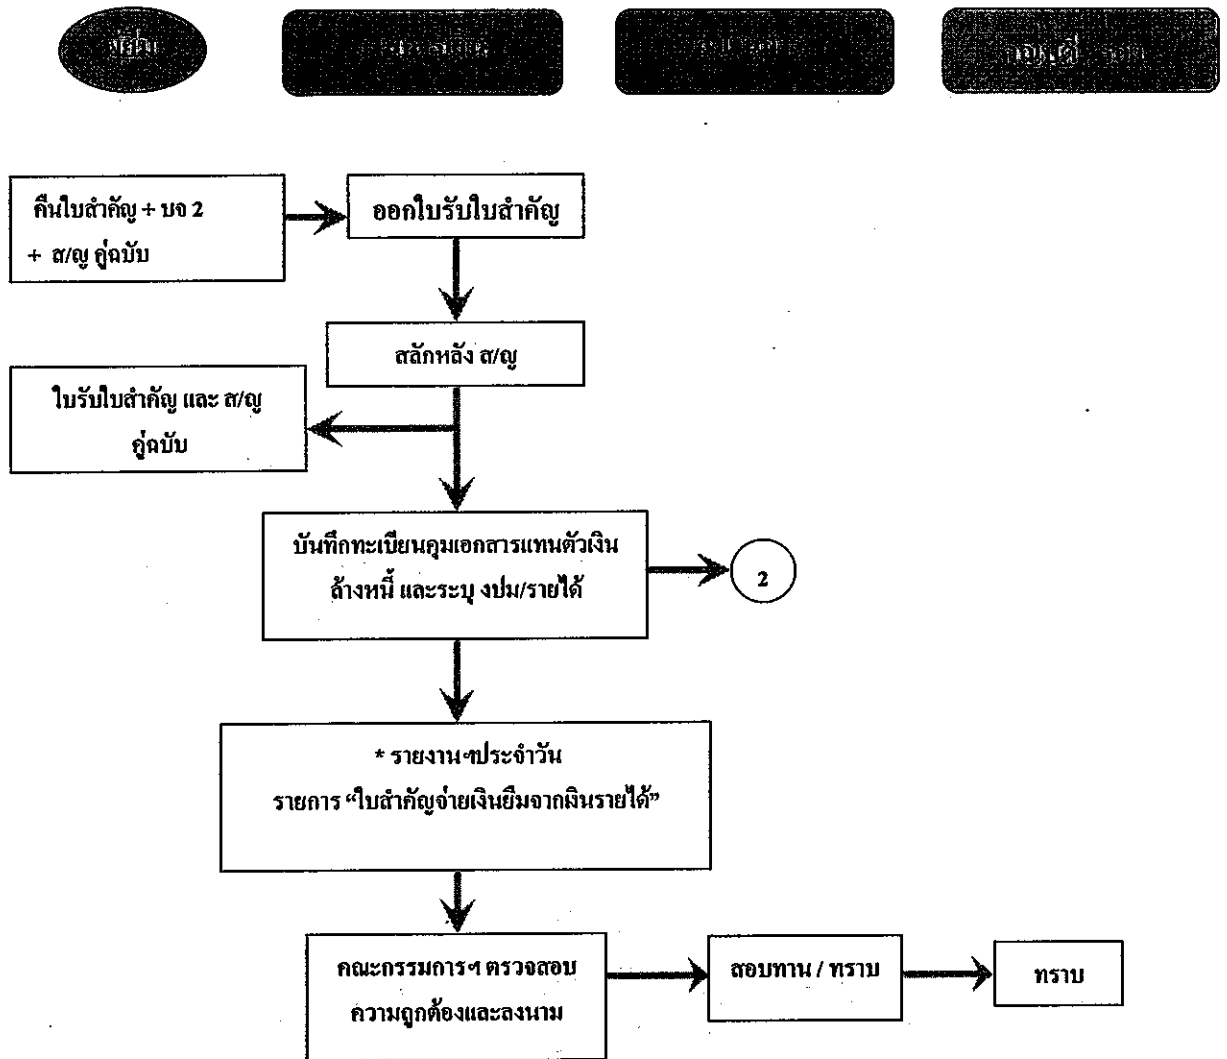 คืนใบสำคัญ + บจ 2
+ ส/ญ คู่ฉบับ
ออกใบรับใบสำคัญ
สลักหลัง ส/ญ
ใบรับใบสำคัญ และ ส/ญ
คู่ฉบับ
บันทึกทะเบียนคุมเอกสารแทนตัวเงิน
ล้างหนี้ และระบุ งปม/รายได้
2
* รายงานฯประจำวัน
รายการ “ใบสำคัญจ่ายเงินยืมจากมินรายได้”
คณะกรรมการฯ ตรวจสอบ
ความถูกต้องและลงนาม
สอบทาน / ทราบ
ทราบ